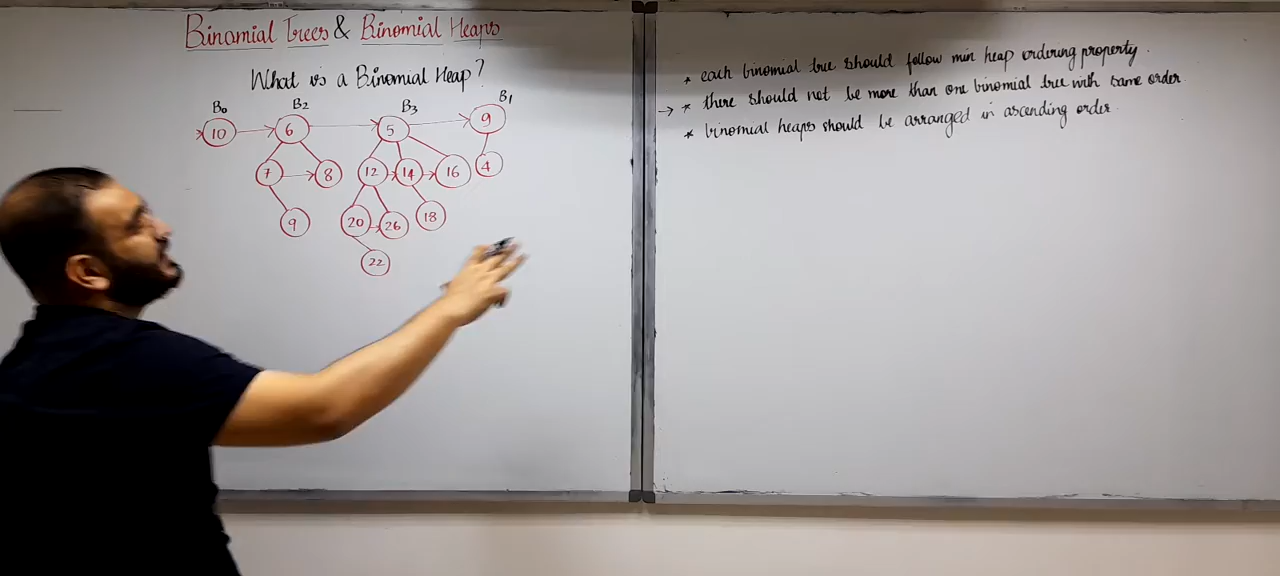 Binomial Trees & Binomial Heaps
What is a Binomial Heap?
B0 B2 B3 B1
10 6 5 9
7 8 12 14 16 4
9 20 26 18
22
* each binomial tree should follow min heap ordering property.
→ * there should not be more than one binomial tree with same order.
* binomial heaps should be arranged in ascending order.